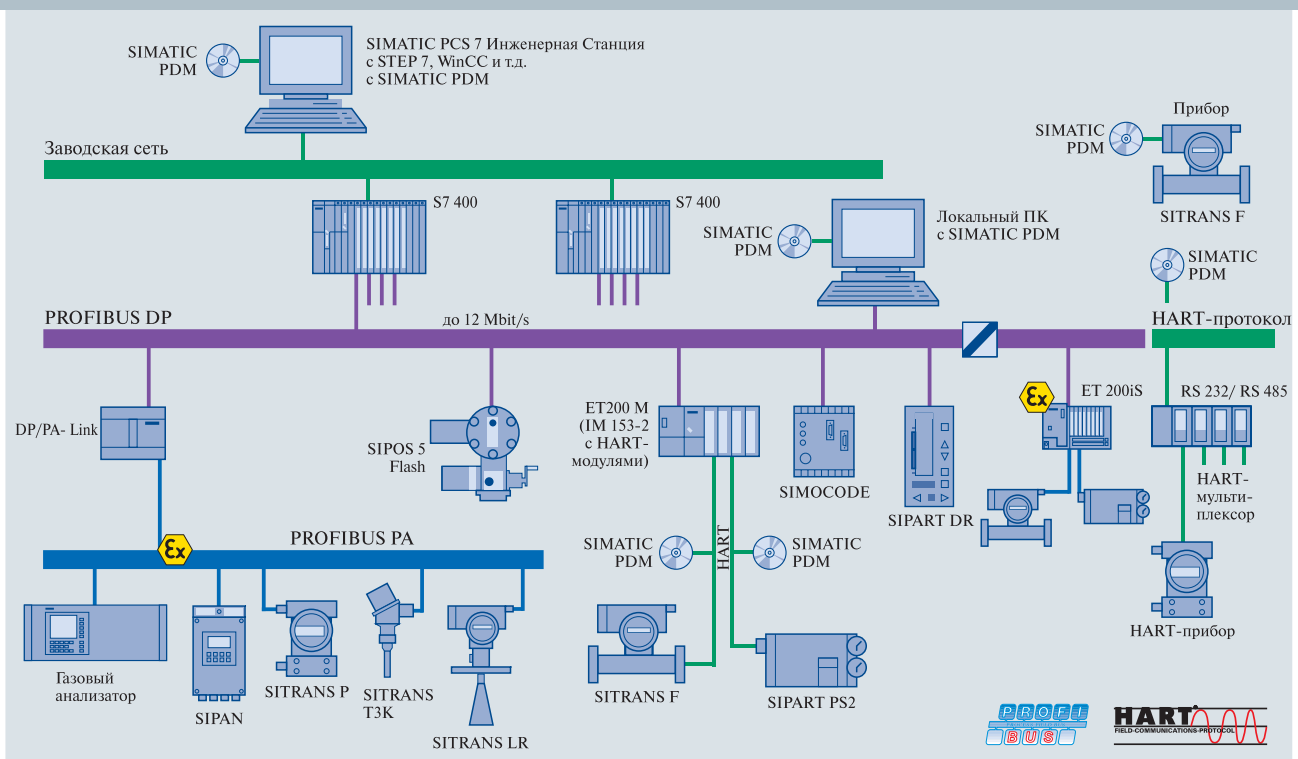 SIMATIC
PDM
SIMATIC PCS 7 Инженерная Станция
с STEP 7, WinCC и т.д.
с SIMATIC PDM
Прибор
SIMATIC
PDM
SITRANS F
Заводская сеть
S7 400
S7 400
SIMATIC
PDM
Локальный ПК
с SIMATIC PDM
SIMATIC
PDM
PROFIBUS DP
до 12 Mbit/s
HART-протокол
DP/PA- Link
SIPOS 5
Flash
ET200 M
(IM 153-2
с HART-
модулями)
SIMOCODE
SIPART DR
Ex
ET 200iS
RS 232/ RS 485
HART-
мульти-
плексор
HART-прибор
Ex
PROFIBUS PA
SIMATIC
PDM
HART
SIMATIC
PDM
Газовый
анализатор
SIPAN
SITRANS P
SITRANS
T3K
SITRANS LR
SITRANS F
SIPART PS2
PROFI
BUS
HART
FIELD-COMMUNICATIONS-PROTOCOL